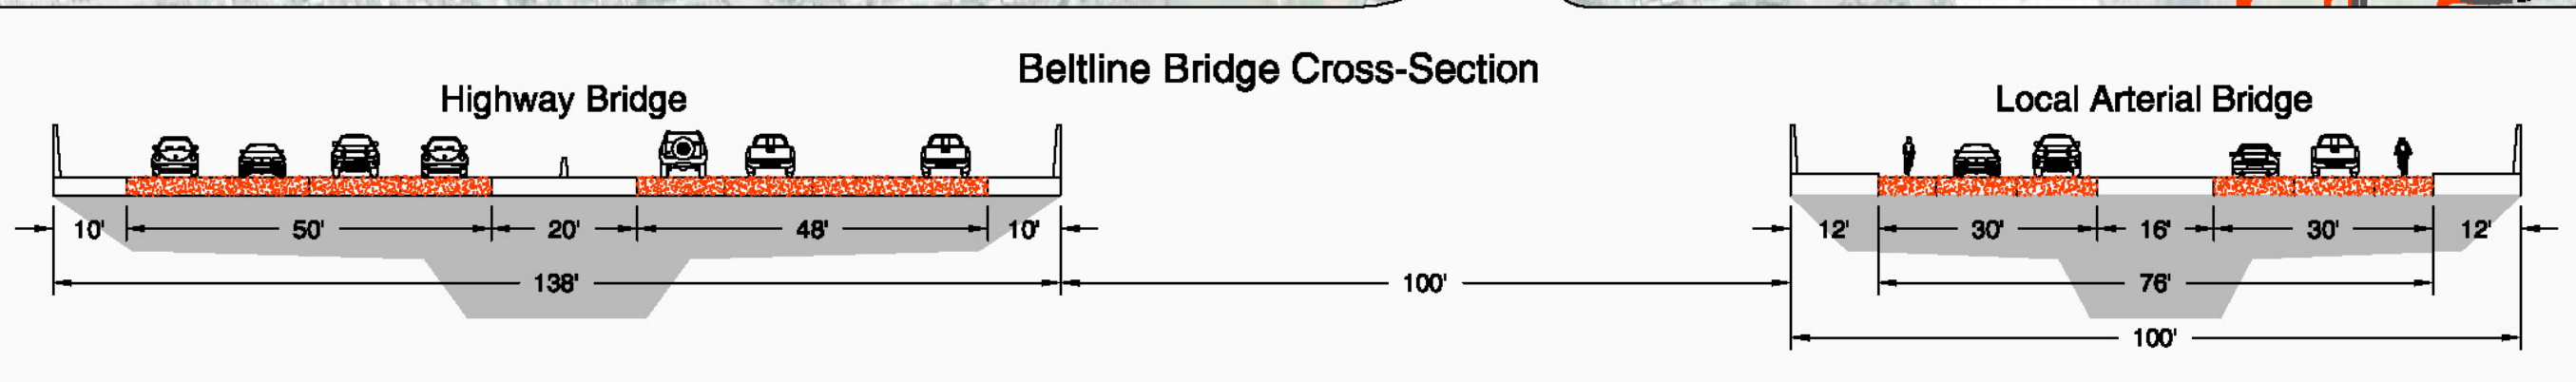 Beltline Bridge Cross-Section
Highway Bridge
Local Arterial Bridge
10' 50' 20' 48' 10'
12' 30' 16' 30' 12'
138' 100' 76'
100'